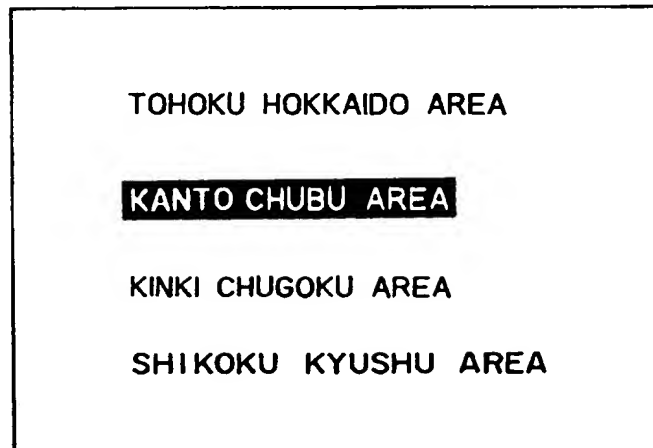 TOHOKU HOKKAIDO AREA
KANTO CHUBU AREA
KINKI CHUGOKU AREA
SHIKOKU KYUSHU AREA